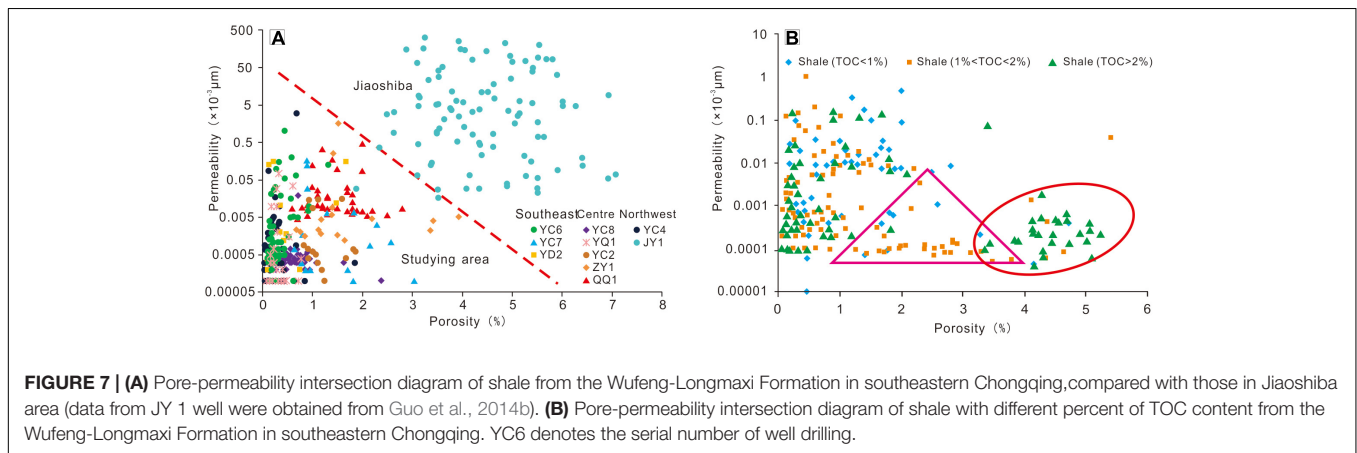 A
500
50
5
0.5
0.05
0.005
0.0005
0.00005
Permeability (×10⁻³μm)
0 1 2 3 4 5 6 7 8
Porosity (%)
Jiaoshiba
Studying area
Southeast Centre Northwest
YC6 YC8 YC4
YC7 YQ1 JY1
YD2 YC2
ZY1
QQ1
B
10
1
0.1
0.01
0.001
0.0001
0.00001
Permeability (×10⁻³μm)
0 1 2 3 4 5 6
Porosity (%)
Shale (TOC<1%) Shale (1%<TOC<2%) Shale (TOC>2%)
FIGURE 7 | (A) Pore-permeability intersection diagram of shale from the Wufeng-Longmaxi Formation in southeastern Chongqing,compared with those in Jiaoshiba
area (data from JY 1 well were obtained from Guo et al., 2014b). (B) Pore-permeability intersection diagram of shale with different percent of TOC content from the
Wufeng-Longmaxi Formation in southeastern Chongqing. YC6 denotes the serial number of well drilling.